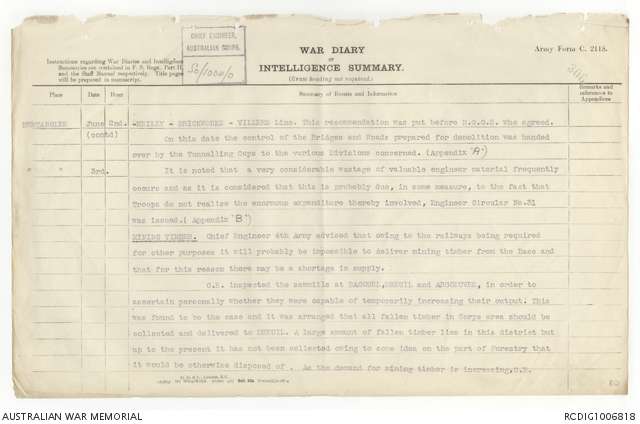 CHIEF ENGINEER,
AUSTRALIAN CORPS.
56/1000/0
WAR DIARY
OF
INTELLIGENCE SUMMARY.
(Erase heading not required.)
Army Form C. 2118.
Instructions regarding War Diaries and Intelligence
Summaries are contained in F. S. Regs., Part II.
and the Staff Manual respectively. Title pages
will be prepared in manuscript.
Place Date Hour Summary of Events and Information Remarks and references to Appendices
June 2nd. -HEILLY - BRICKWORKS - VILLERS Line. This recommendation was put before B.G.G.S. who agreed.
(contd) On this date the control of the Bridges and Roads prepared for demolition was handed
over by the Tunnelling Coys to the various Divisions concerned. (Appendix "A")
" " 3rd. It is noted that a very considerable wastage of valuable engineer material frequently
occurs and as it is considered that this is probably due, in some measure, to the fact that
Troops do not realise the enormous expenditure thereby involved, Engineer Circular No.31
was issued.( Appendix "B")
MINING TIMBER. Chief Engineer 4th Army advised that owing to the railways being required
for other purposes it will probably be impossible to deliver mining timber from the Base and
that for this reason there may be a shortage in supply.
C.E. inspected the sawmills at and in order to
ascertain personally whether they were capable of temporarily increasing their output. This
was found to be the case and it was arranged that all fallen timber in Corps area should be
collected and delivered to A large amount of fallen timber lies in this district but
up to the present it has not been collected owing to some idea on the part of Forestry that
it would be otherwise disposed of . As the demand for mining timber is increasing,C.E.
AUSTRALIAN WAR MEMORIAL
RCDIG1006818